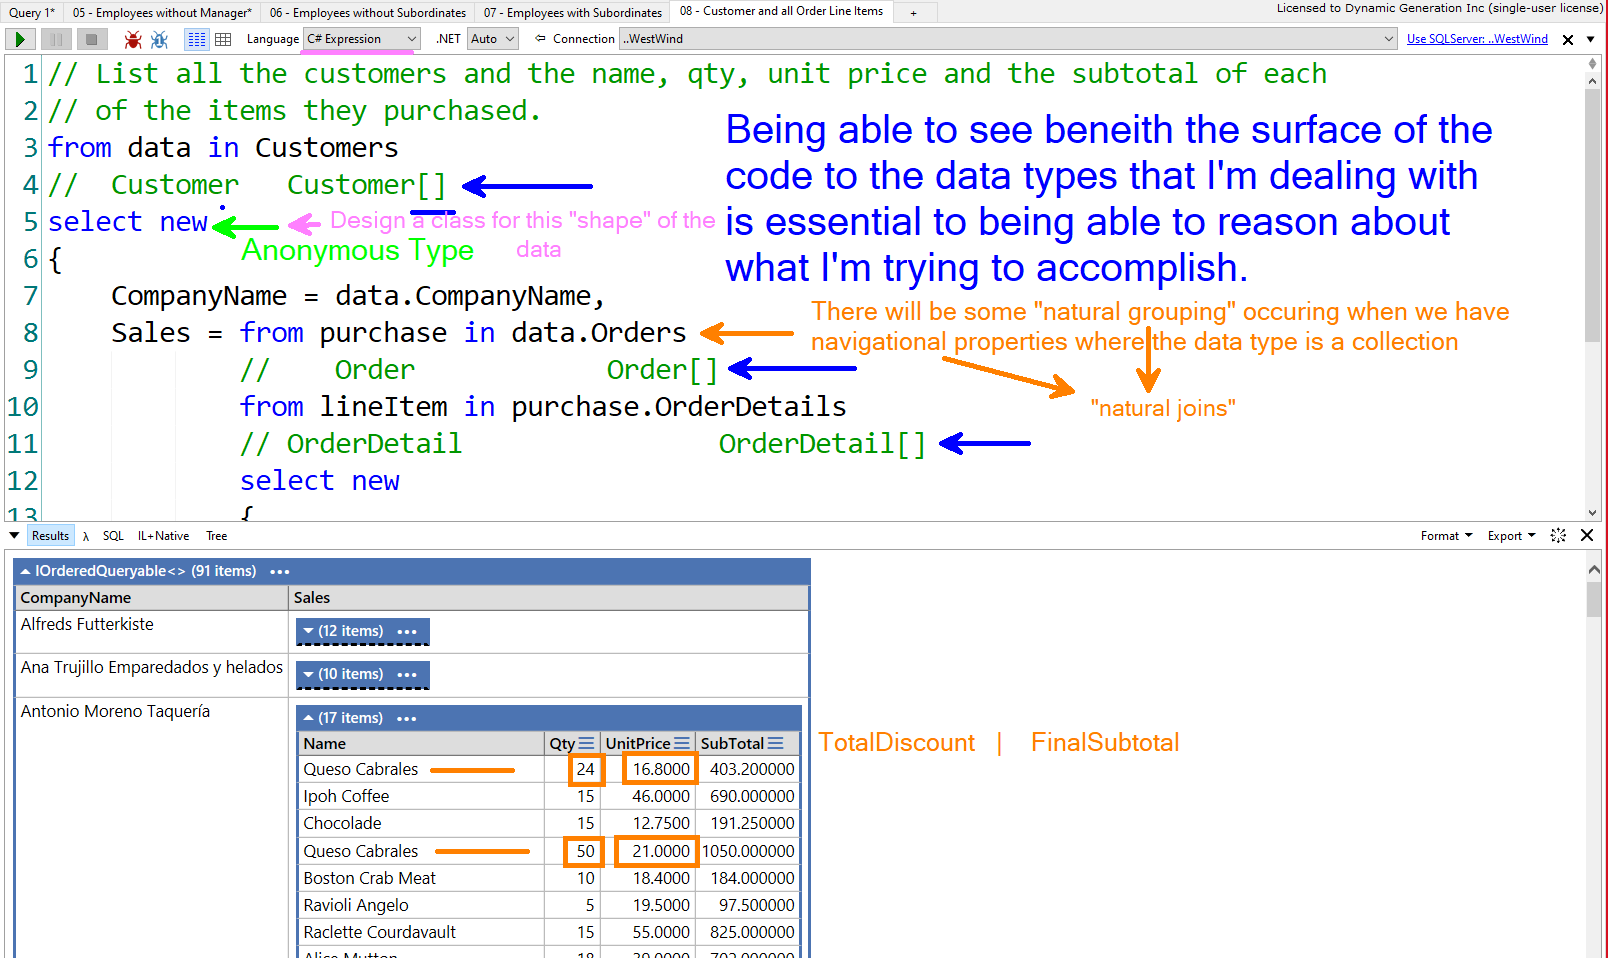 Query 1* 05 - Employees without Manager* 06 - Employees without Subordinates 07 - Employees with Subordinates 08 - Customer and all Order Line Items + Licensed to Dynamic Generation Inc (single-user license)
Language C# Expression .NET Auto Connection ..WestWind Use SQLServer: ..WestWind
1 // List all the customers and the name, qty, unit price and the subtotal of each
2 // of the items they purchased.
3 from data in Customers
4 // Customer Customer[]
5 select new
6 {
7 CompanyName = data.CompanyName,
8 Sales = from purchase in data.Orders
9 // Order Order[]
10 from lineItem in purchase.OrderDetails
11 // OrderDetail OrderDetail[]
12 select new
13 {
Being able to see beneith the surface of the
code to the data types that I'm dealing with
is essential to being able to reason about
what I'm trying to accomplish.
Design a class for this "shape" of the
data
Anonymous Type
There will be some "natural grouping" occuring when we have
navigational properties where the data type is a collection
"natural joins"
Results λ SQL IL+Native Tree Format Export
IOrderedQueryable<> (91 items) •••
CompanyName Sales
Alfreds Futterkiste (12 items) •••
Ana Trujillo Emparedados y helados (10 items) •••
Antonio Moreno Taquería (17 items) •••
Name Qty UnitPrice SubTotal TotalDiscount | FinalSubtotal
Queso Cabrales 24 16.8000 403.200000
Ipoh Coffee 15 46.0000 690.000000
Chocolade 15 12.7500 191.250000
Queso Cabrales 50 21.0000 1050.000000
Boston Crab Meat 10 18.4000 184.000000
Ravioli Angelo 5 19.5000 97.500000
Raclette Courdavault 15 55.0000 825.000000
Alice Mutton 18 39.0000 702.000000